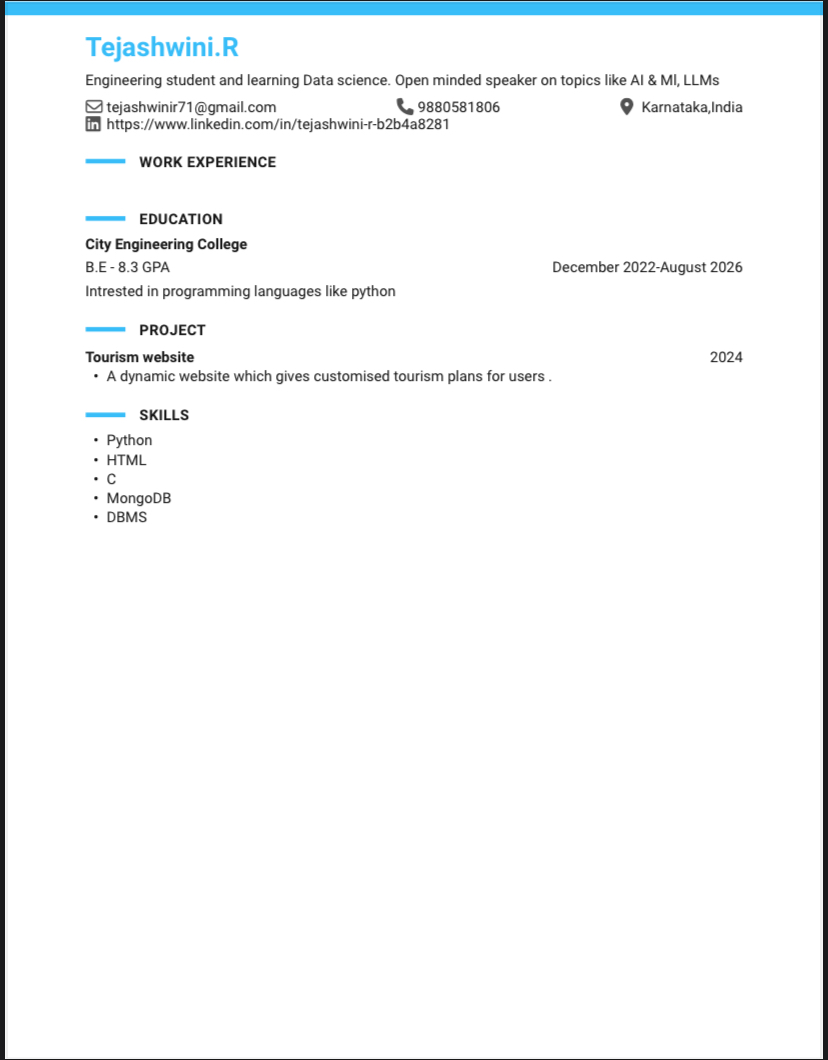 Tejashwini.R
Engineering student and learning Data science. Open minded speaker on topics like AI & Ml, LLMs
tejashwinir71@gmail.com 9880581806 Karnataka,India
https://www.linkedin.com/in/tejashwini-r-b2b4a8281
WORK EXPERIENCE
EDUCATION
City Engineering College
B.E - 8.3 GPA December 2022-August 2026
Intrested in programming languages like python
PROJECT
Tourism website 2024
• A dynamic website which gives customised tourism plans for users .
SKILLS
• Python
• HTML
• C
• MongoDB
• DBMS